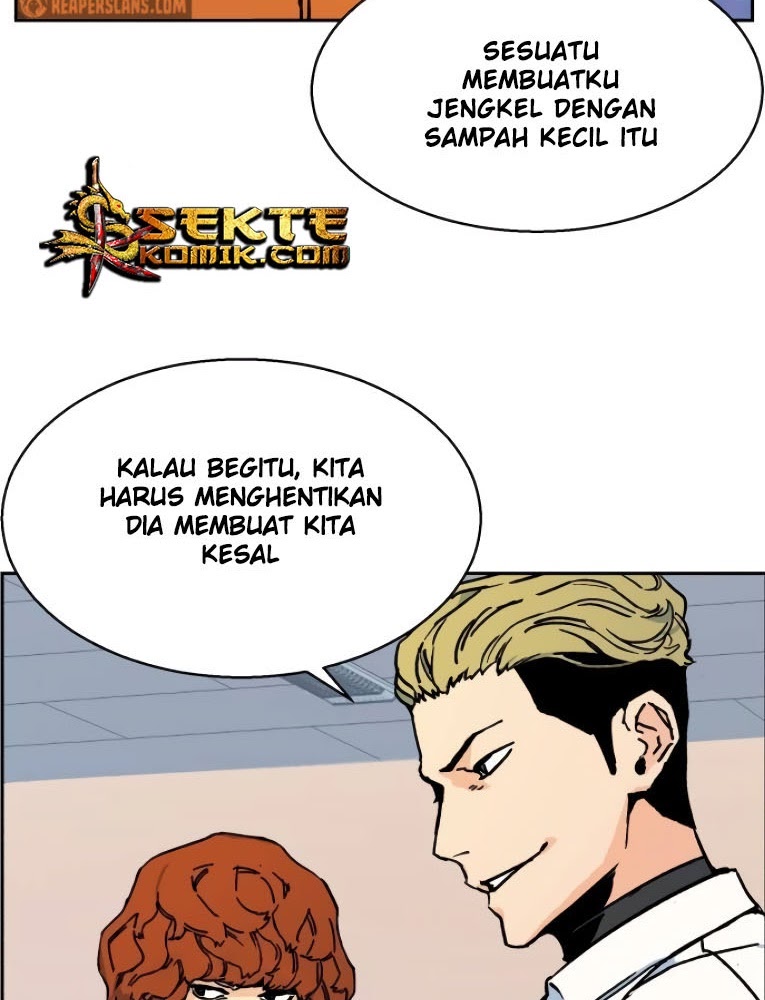 REAPERSCANS.COM
SESUATU
MEMBUATKU
JENGKEL DENGAN
SAMPAH KECIL ITU
SEKTE
KOMIK.COM
KALAU BEGITU, KITA
HARUS MENGHENTIKAN
DIA MEMBUAT KITA
KESAL